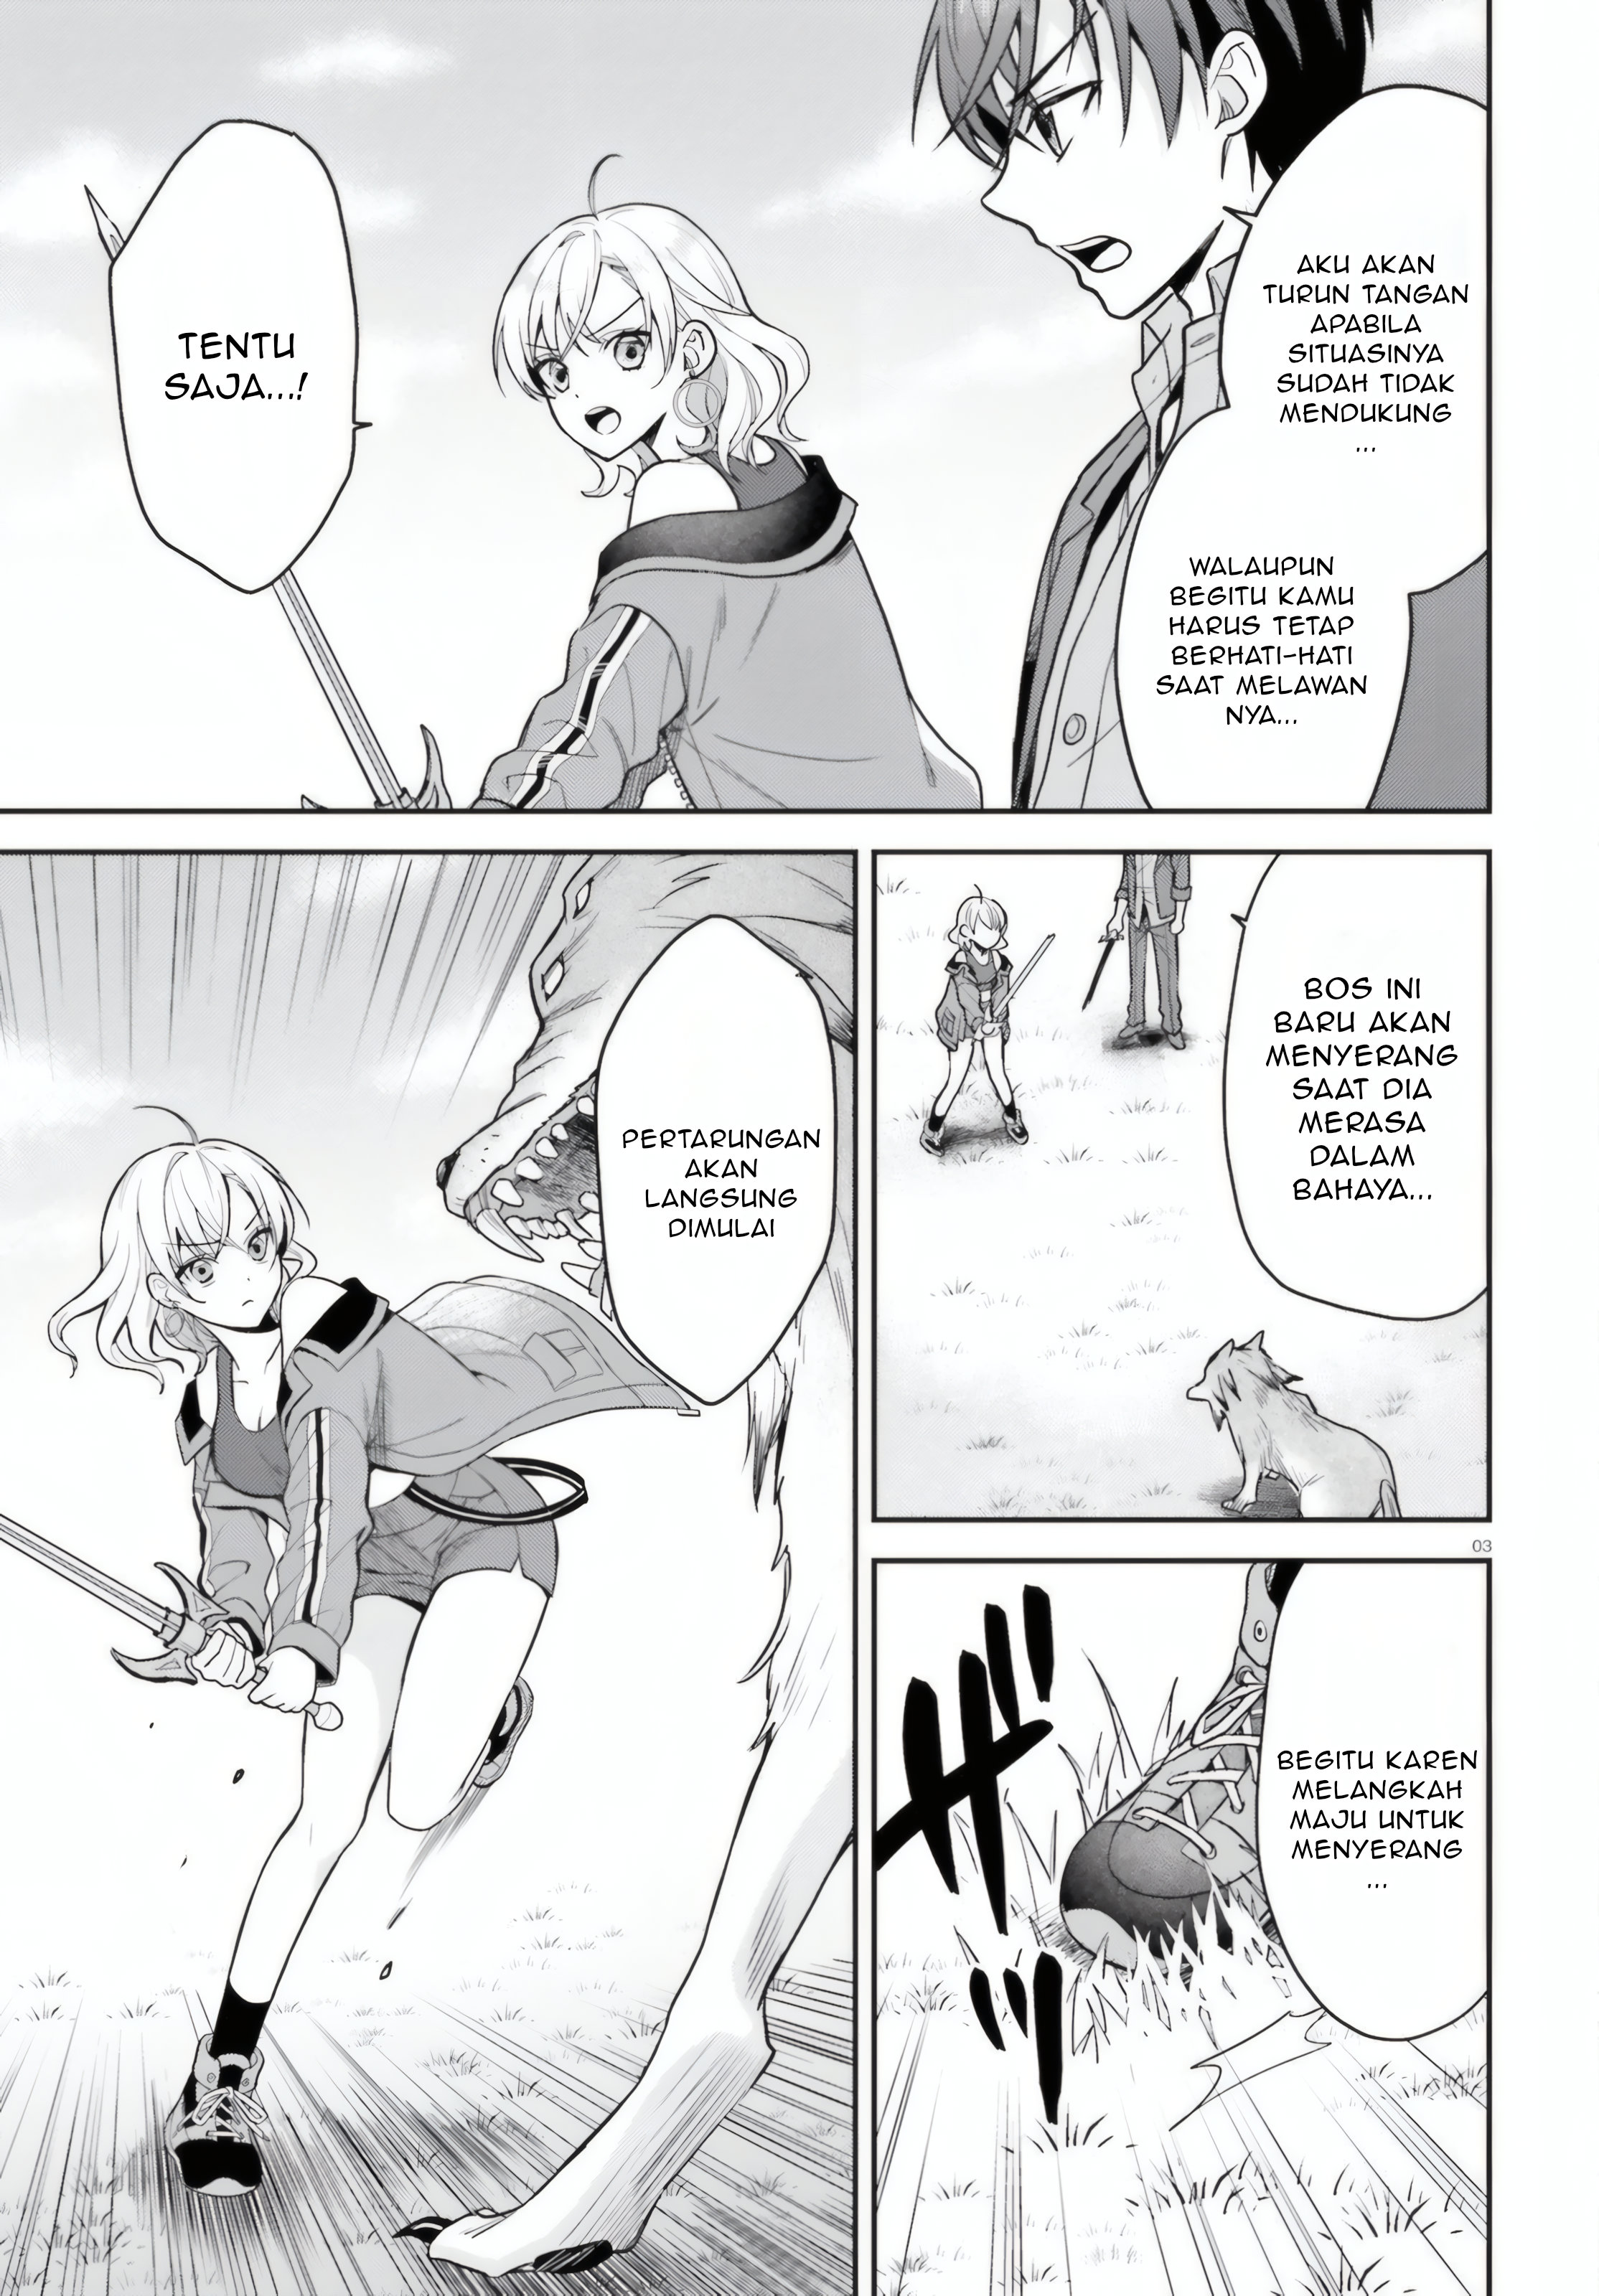 AKU AKAN
TURUN TANGAN
APABILA
SITUASINYA
SUDAH TIDAK
MENDUKUNG
...
WALAUPUN
BEGITU KAMU
HARUS TETAP
BERHATI-HATI
SAAT MELAWAN
NYA...
TENTU
SAJA...!
BOS INI
BARU AKAN
MENYERANG
SAAT DIA
MERASA
DALAM
BAHAYA...
03
BEGITU KAREN
MELANGKAH
MAJU UNTUK
MENYERANG
...
ザッ
PERTARUNGAN
AKAN
LANGSUNG
DIMULAI